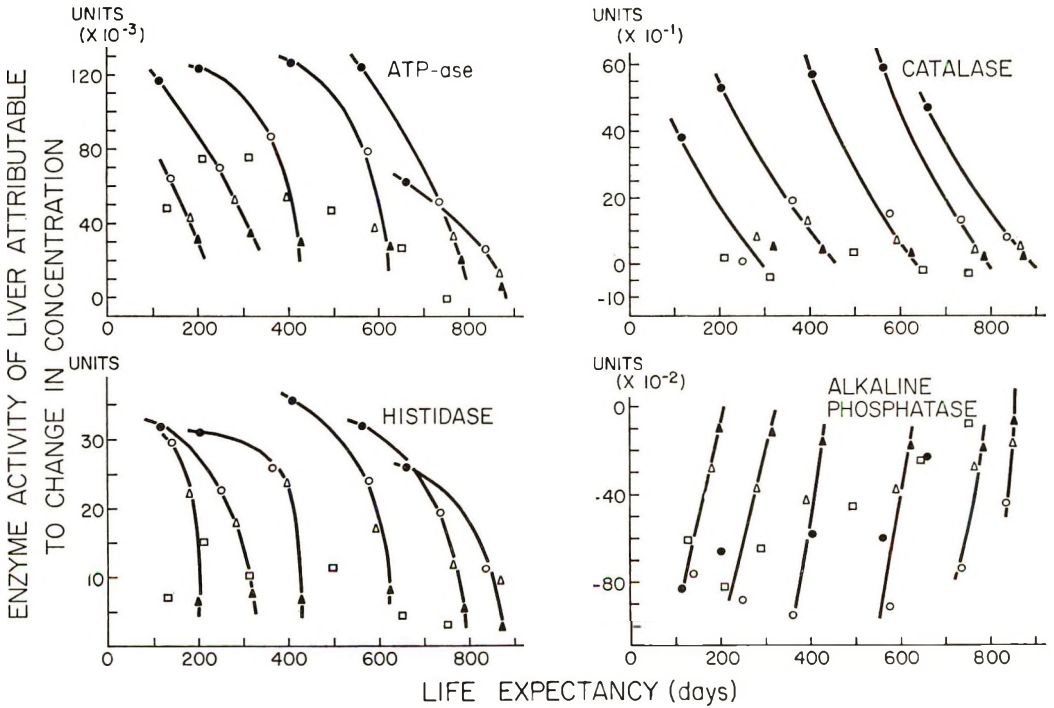 ENZYME ACTIVITY OF LIVER ATTRIBUTABLE
TO CHANGE IN CONCENTRATION
UNITS
(X 10-3)
ATP-ase
120
80
40
0
0 200 400 600 800
UNITS
(X 10-1)
CATALASE
60
40
20
0
-10
0 200 400 600 800
UNITS
HISTIDASE
30
20
10
0 200 400 600 800
UNITS
(X 10-2)
ALKALINE
PHOSPHATASE
0
-40
-80
0 200 400 600 800
LIFE EXPECTANCY (days)